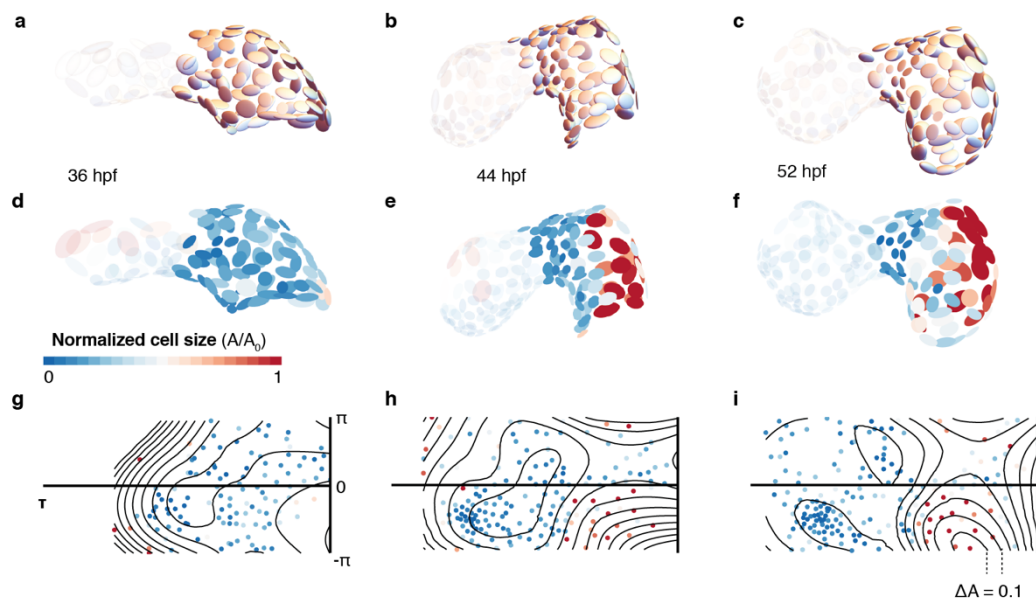 a
b
c
36 hpf
44 hpf
52 hpf
d
e
f
Normalized cell size (A/A₀)
0 1
g
h
i
π
0
τ
-π
ΔA = 0.1